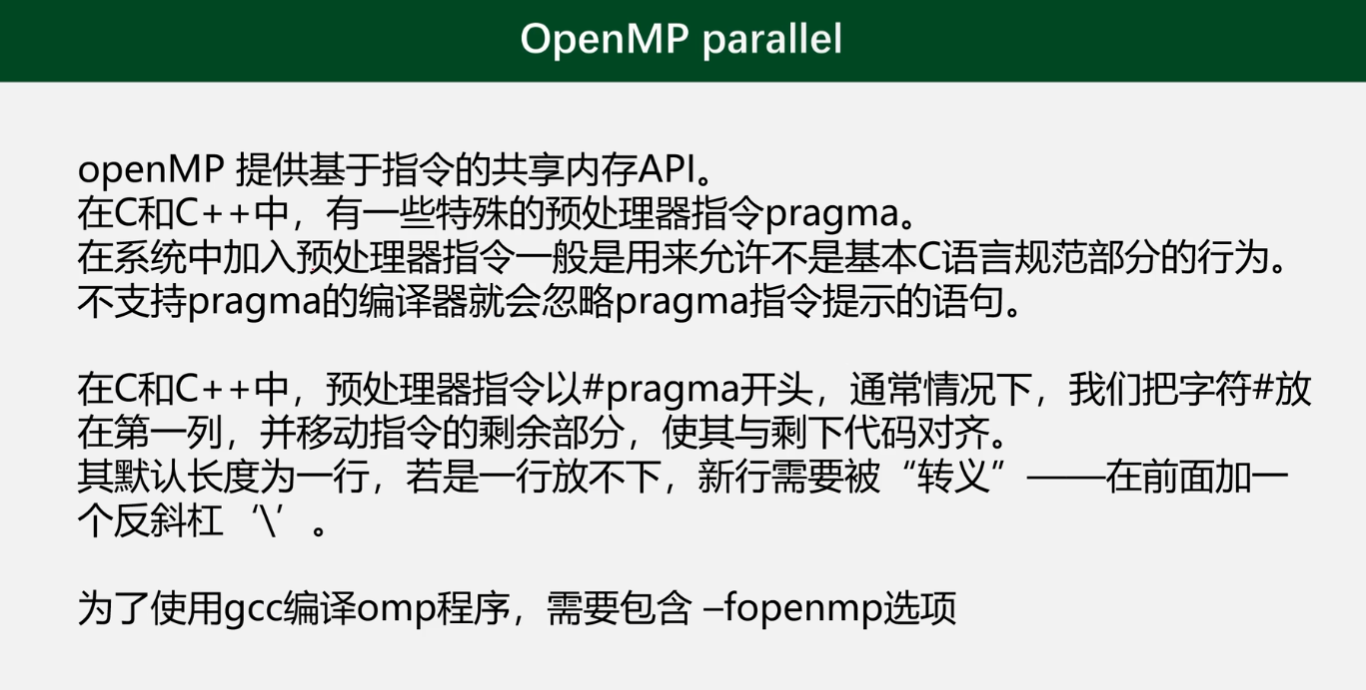 OpenMP parallel
openMP 提供基于指令的共享内存API。
在C和C++中，有一些特殊的预处理器指令pragma。
在系统中加入预处理器指令一般是用来允许不是基本C语言规范部分的行为。
不支持pragma的编译器就会忽略pragma指令提示的语句。
在C和C++中，预处理器指令以#pragma开头，通常情况下，我们把字符#放
在第一列，并移动指令的剩余部分，使其与剩下代码对齐。
其默认长度为一行，若是一行放不下，新行需要被“转义”——在前面加一
个反斜杠‘\’。
为了使用gcc编译omp程序，需要包含 –fopenmp选项